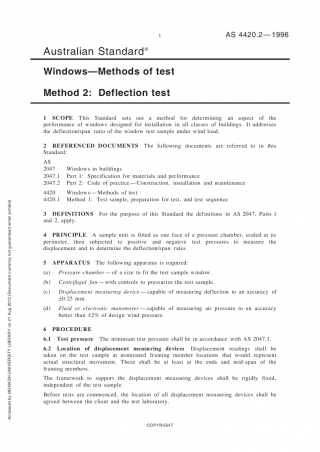 1
AS 4420.2—1996
Australian Standard®
Windows—Methods of test
Method 2: Deflection test
1 SCOPE This Standard sets out a method for determining an aspect of the
performance of windows designed for installation in all classes of buildings. It addresses
the deflection/span ratio of the window test sample under wind load.
2 REFERENCED DOCUMENTS The following documents are referred to in this
Standard:
AS
2047 Windows in buildings
2047.1 Part 1: Specification for materials and performance
2047.2 Part 2: Code of practice—Construction, installation and maintenance
4420 Windows—Methods of test
4420.1 Method 1: Test sample, preparation for test, and test sequence
3 DEFINITIONS For the purpose of this Standard the definitions in AS 2047, Parts 1
and 2, apply.
4 PRINCIPLE A sample unit is fitted as one face of a pressure chamber, sealed at its
perimeter, then subjected to positive and negative test pressures to measure
the displacement and to determine the deflection/span ratio.
5 APPARATUS The following apparatus is required:
(a) Pressure chamber—of a size to fit the test sample window.
(b) Centrifugal fan—with controls to pressurize the test sample.
(c) Displacement measuring device—capable of measuring deflection to an accuracy of
±0.25 mm.
(d) Fluid or electronic manometer—capable of measuring air pressure to an accuracy
better than ±2% of design wind pressure.
6 PROCEDURE
6.1 Test pressure The minimum test pressure shall be in accordance with AS 2047.1.
6.2 Location of displacement measuring devices Displacement readings shall be
taken on the test sample at nominated framing member locations that would represent
actual structural movement. These shall be at least at the ends and mid-span of the
framing members.
The framework to support the displacement measuring devices shall be rigidly fixed,
independent of the test sample.
Before tests are commenced, the location of all displacement measuring devices shall be
agreed between the client and the test laboratory.
COPYRIGHT
Accessed by MONASH UNIVERSITY LIBRARY on 21 Aug 2013 (Document currency not guaranteed when printed)